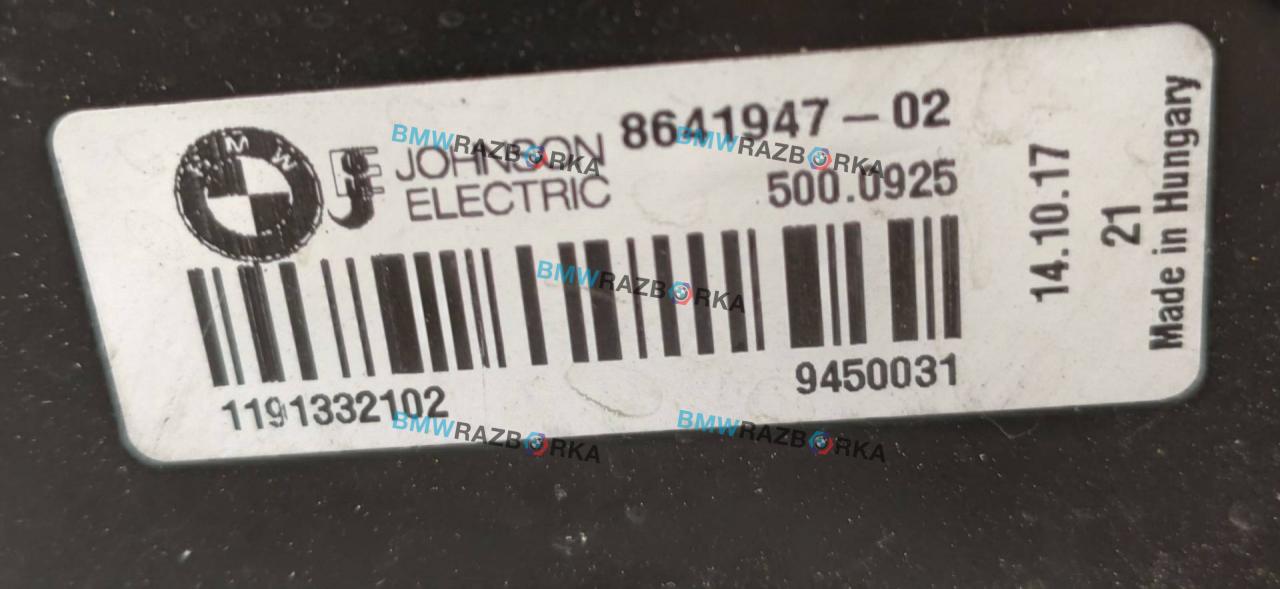 BMW
JE JOHNSON
ELECTRIC
8641947-02
500.0925
1191332102
9450031
14.10.17
21
Made in Hungary
BMWRAZBORKA
BMWRAZBORKA
BMWRAZBORKA
BMWRAZBORKA
BMWRAZBORKA